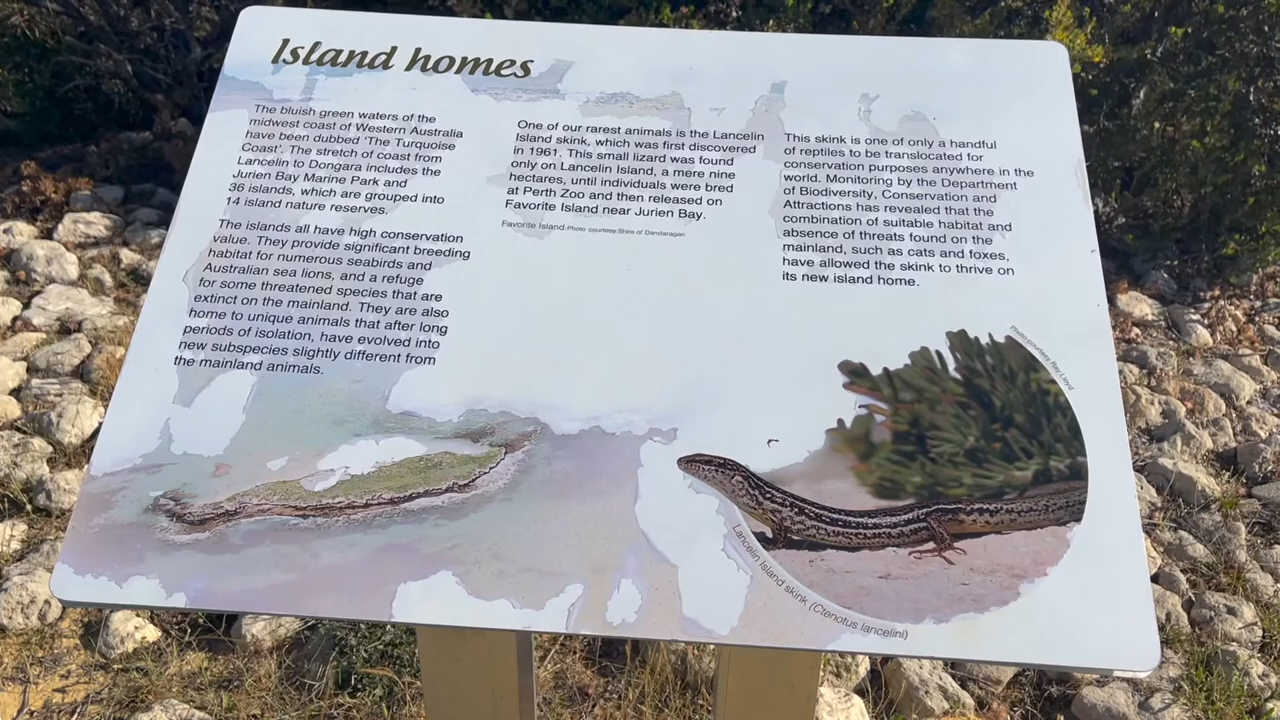 Island homes
The bluish green waters of the
midwest coast of Western Australia
have been dubbed 'The Turquoise
Coast'. The stretch of coast from
Lancelin to Dongara includes the
Jurien Bay Marine Park and
36 islands, which are grouped into
14 island nature reserves.
The islands all have high conservation
value. They provide significant breeding
habitat for numerous seabirds and
Australian sea lions, and a refuge
for some threatened species that are
extinct on the mainland. They are also
home to unique animals that after long
periods of isolation, have evolved into
new subspecies slightly different from
the mainland animals.
One of our rarest animals is the Lancelin
Island skink, which was first discovered
in 1961. This small lizard was found
only on Lancelin Island, a mere nine
hectares, until individuals were bred
at Perth Zoo and then released on
Favorite Island near Jurien Bay.
Favorite Island Photo courtesy Shire of Dandaragan
This skink is one of only a handful
of reptiles to be translocated for
conservation purposes anywhere in the
world. Monitoring by the Department
of Biodiversity, Conservation and
Attractions has revealed that the
combination of suitable habitat and
absence of threats found on the
mainland, such as cats and foxes,
have allowed the skink to thrive on
its new island home.
Photo courtesy Ray Lloyd
Lancelin Island skink (Ctenotus lancelini)